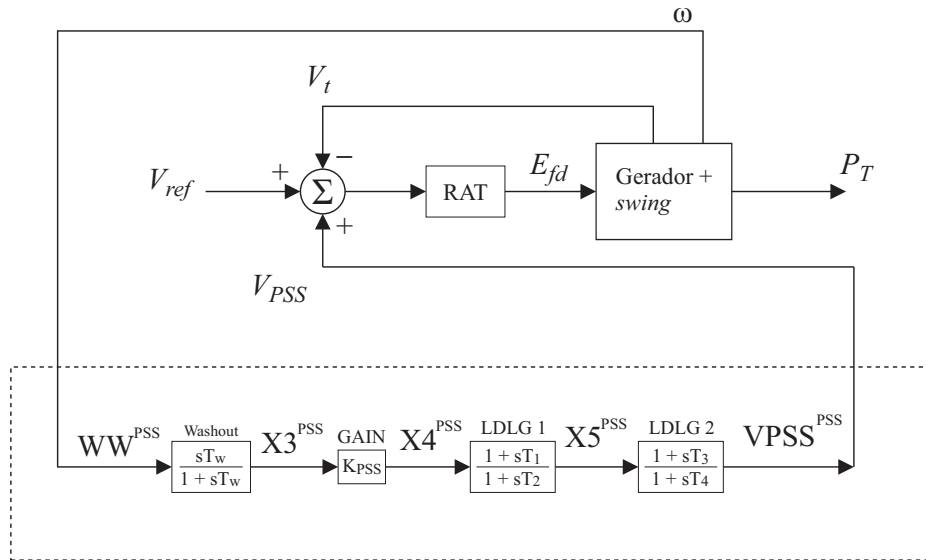 ω
V_t
V_ref
+
−
Σ
+
RAT
E_fd
Gerador +
swing
P_T
V_PSS
WW^PSS
Washout
sT_w
1 + sT_w
X3^PSS
GAIN
K_PSS
X4^PSS
LDLG 1
1 + sT_1
1 + sT_2
X5^PSS
LDLG 2
1 + sT_3
1 + sT_4
VPSS^PSS